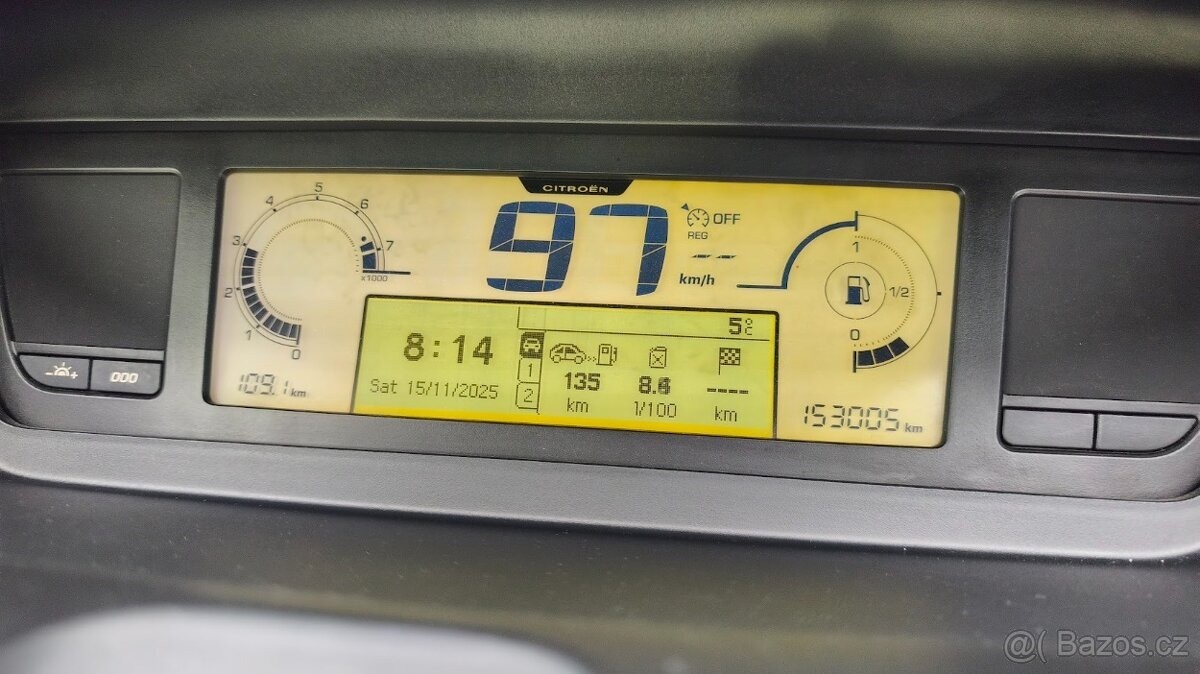 CITROËN
97
OFF
REG
km/h
0
1
2
3
4
5
6
7
x1000
1
1/2
0
5°C
8:14
Sat 15/11/2025
1
2
135
km
1/100
----
km
109.1 km
153005 km
000
@( Bazos.cz